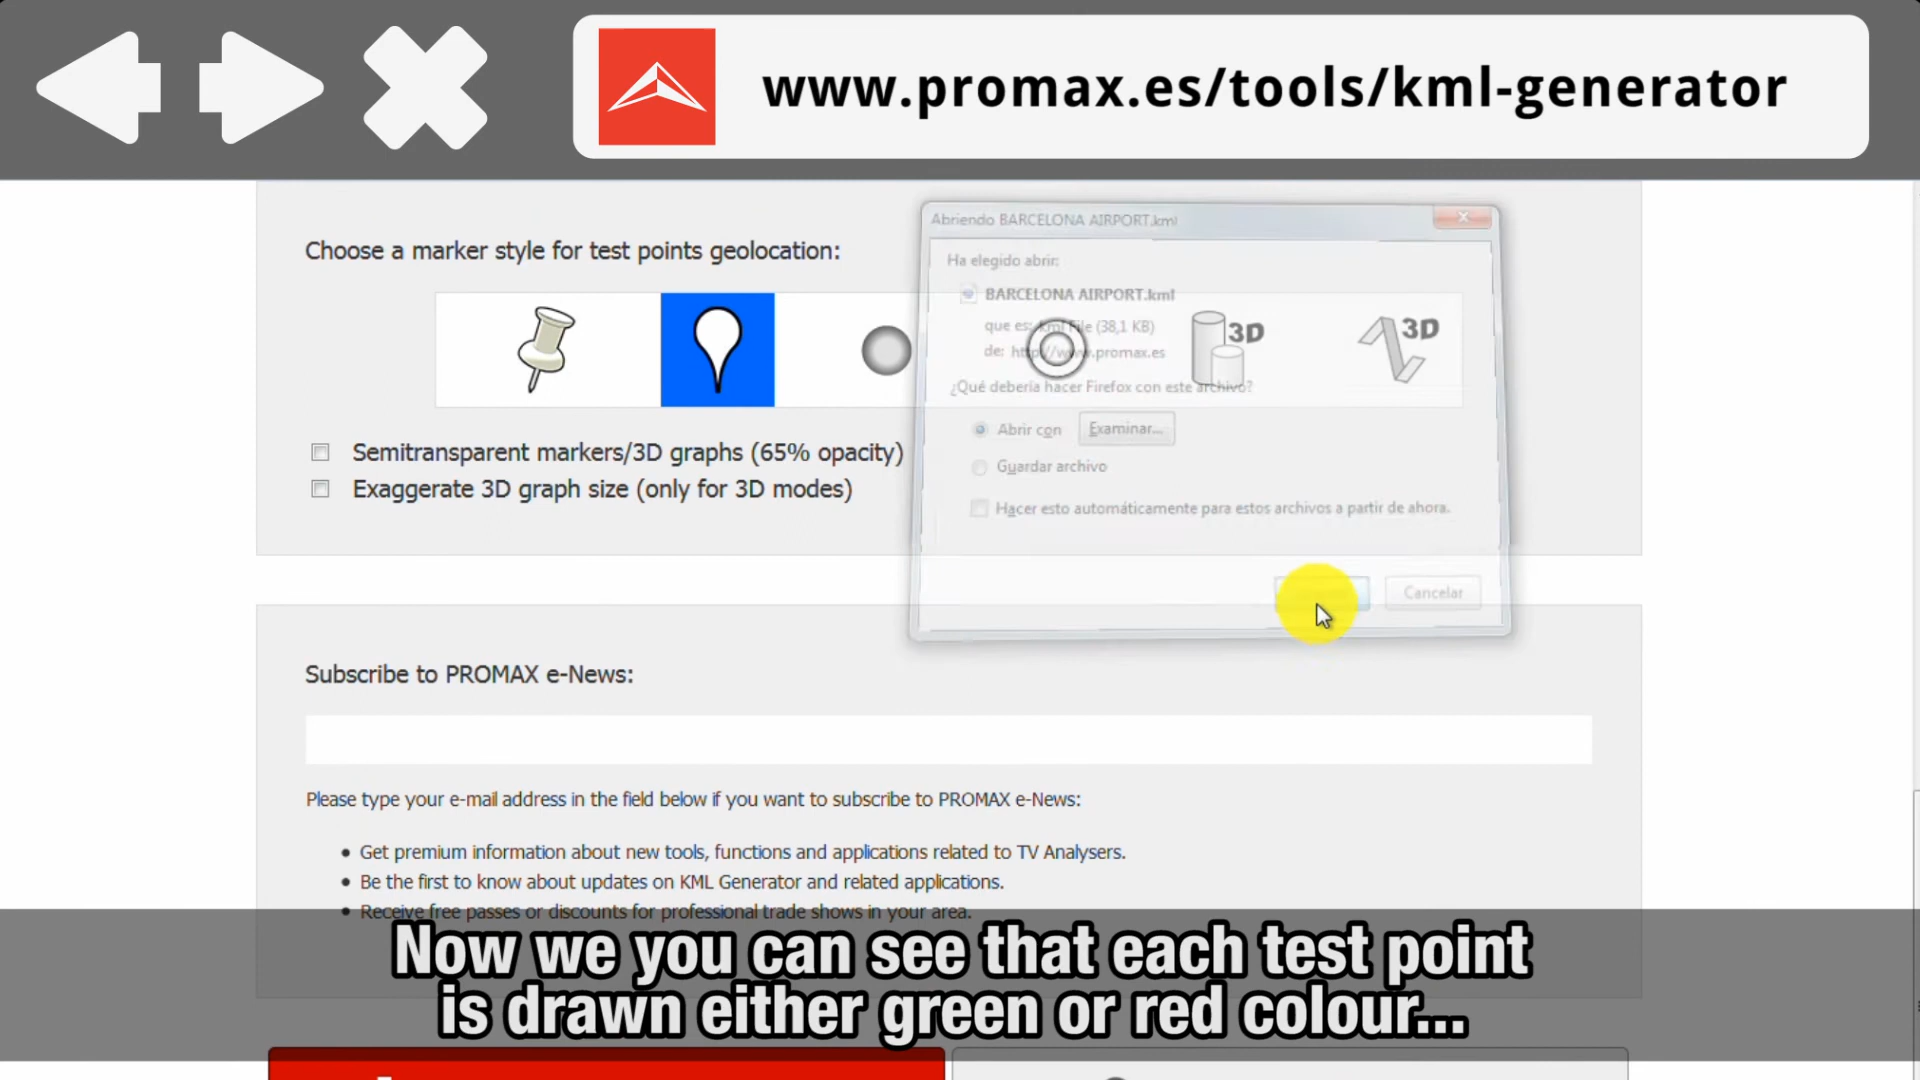 www.promax.es/tools/kml-generator
Abriendo BARCELONA AIRPORT.kml
Choose a marker style for test points geolocation:
Ha elegido abrir:
BARCELONA AIRPORT.kml
que es: kml File (38,1 KB)
de: http://www.promax.es
3D
3D
¿Qué debería hacer Firefox con este archivo?
Abrir con
Examinar...
Semitransparent markers/3D graphs (65% opacity)
Guardar archivo
Exaggerate 3D graph size (only for 3D modes)
Hacer esto automáticamente para estos archivos a partir de ahora.
Cancelar
Subscribe to PROMAX e-News:
Please type your e-mail address in the field below if you want to subscribe to PROMAX e-News:
• Get premium information about new tools, functions and applications related to TV Analysers.
• Be the first to know about updates on KML Generator and related applications.
• Receive free passes or discounts for professional trade shows in your area.
Now we you can see that each test point
is drawn either green or red colour...